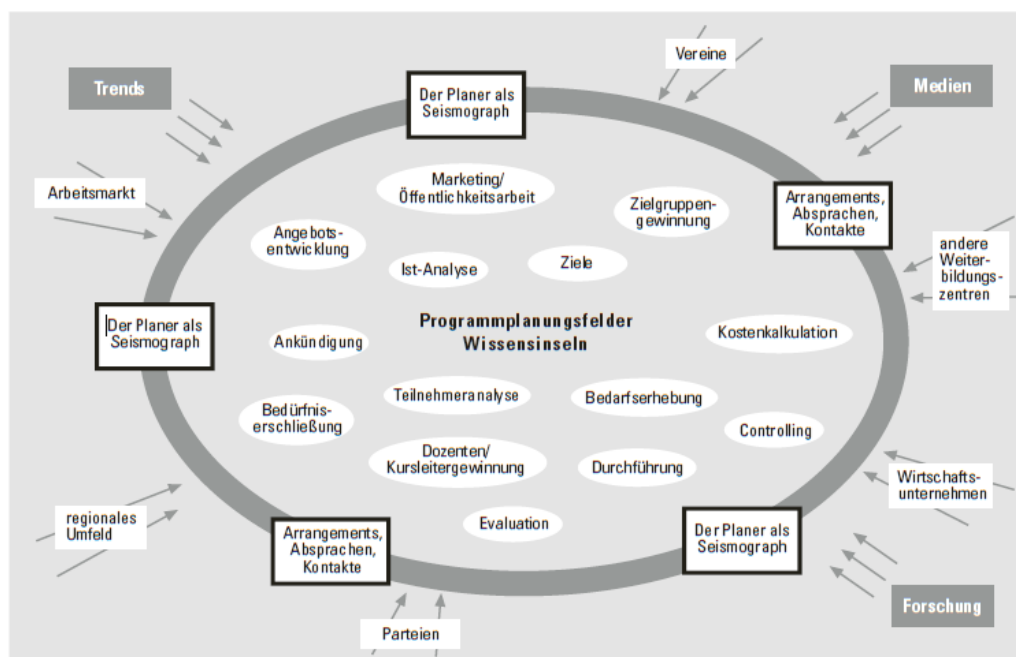 Vereine
Trends
Medien
Der Planer als
Seismograph
Arbeitsmarkt
Marketing/
Öffentlichkeitsarbeit
Zielgruppen-
gewinnung
Arrangements,
Absprachen,
Kontakte
Angebots-
entwicklung
Ist-Analyse
Ziele
andere
Weiter-
bildungs-
zentren
Der Planer als
Seismograph
Programmplanungsfelder
Wissensinseln
Ankündigung
Kostenkalkulation
Teilnehmeranalyse
Bedarfserhebung
Bedürfnis-
erschließung
Controlling
Dozenten/
Kursleitergewinnung
Durchführung
Wirtschafts-
unternehmen
regionales
Umfeld
Evaluation
Arrangements,
Absprachen,
Kontakte
Der Planer als
Seismograph
Forschung
Parteien